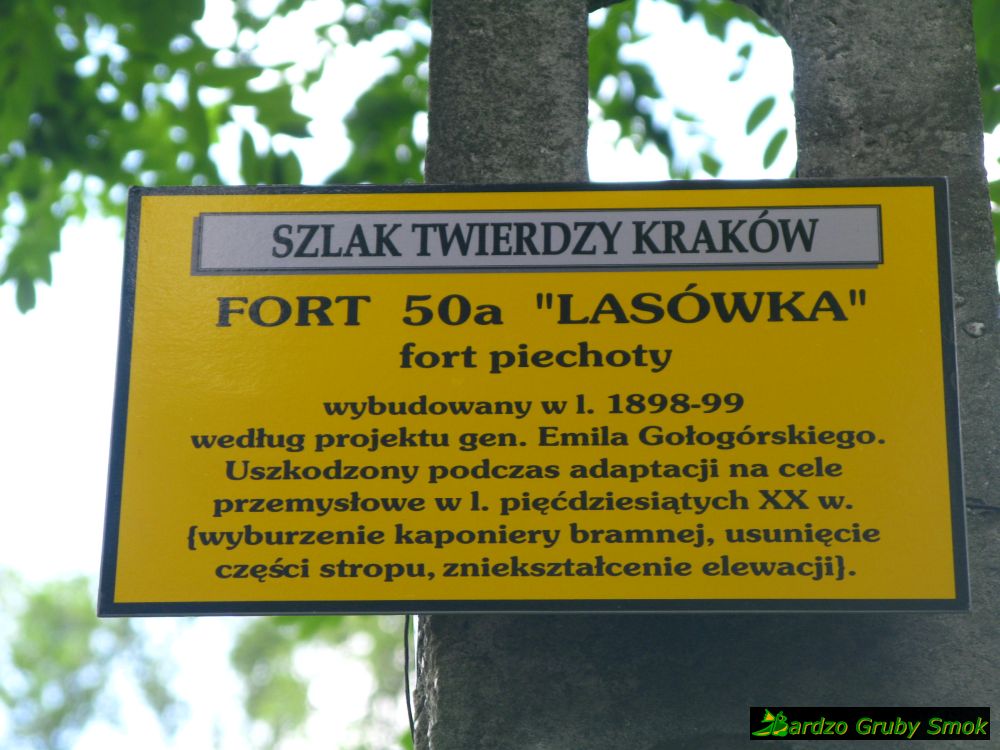 SZLAK TWIERDZY KRAKÓW
FORT 50a "LASÓWKA"
fort piechoty
wybudowany w l. 1898-99
według projektu gen. Emila Gołogórskiego.
Uszkodzony podczas adaptacji na cele
przemysłowe w l. pięćdziesiątych XX w.
{wyburzenie kaponiery bramnej, usunięcie
części stropu, zniekształcenie elewacji}.
Bardzo Gruby Smok